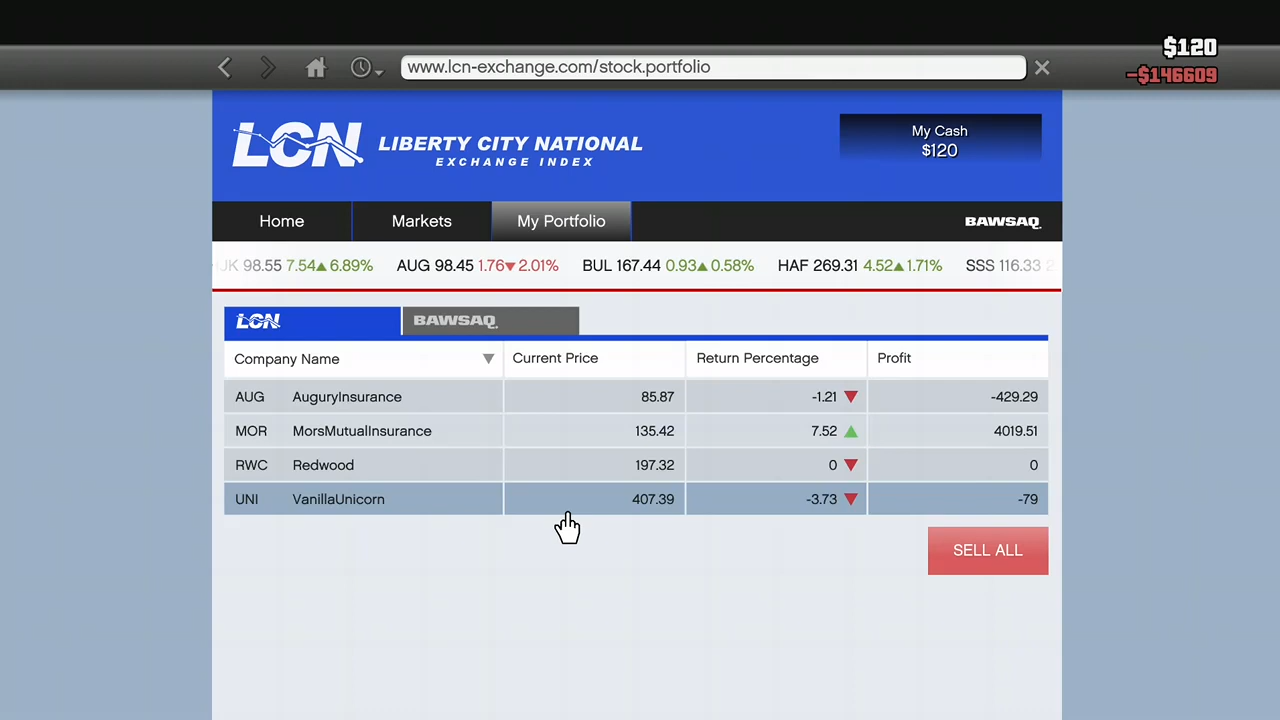 $120
-$146609
www.lcn-exchange.com/stock.portfolio
LCN LIBERTY CITY NATIONAL
EXCHANGE INDEX
My Cash
$120
Home Markets My Portfolio BAWSAQ
98.55 7.54▲6.89% AUG 98.45 1.76▼2.01% BUL 167.44 0.93▲0.58% HAF 269.31 4.52▲1.71% SSS 116.33
LCN BAWSAQ
Company Name ▼ Current Price Return Percentage Profit
AUG AuguryInsurance 85.87 -1.21 ▼ -429.29
MOR MorsMutualInsurance 135.42 7.52 ▲ 4019.51
RWC Redwood 197.32 0 ▼ 0
UNI VanillaUnicorn 407.39 -3.73 ▼ -79
SELL ALL